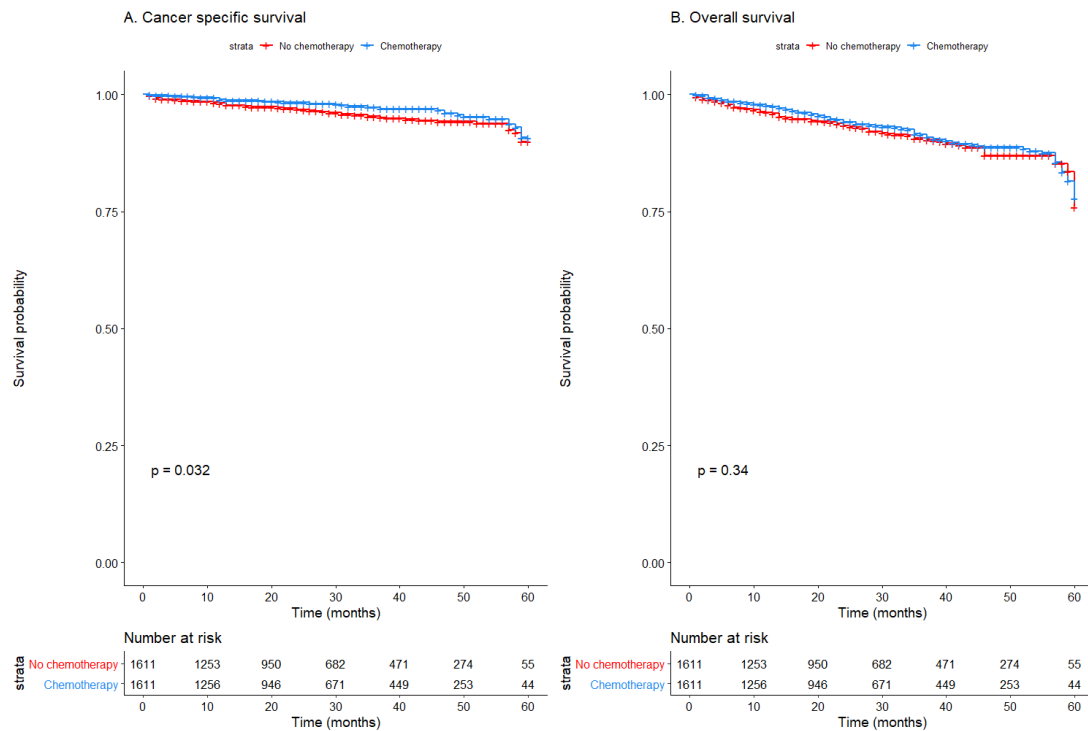 A. Cancer specific survival
strata No chemotherapy Chemotherapy
Survival probability
1.00
0.75
0.50
0.25
0.00
p = 0.032
0 10 20 30 40 50 60
Time (months)
Number at risk
strata
No chemotherapy 1611 1253 950 682 471 274 55
Chemotherapy 1611 1256 946 671 449 253 44
0 10 20 30 40 50 60
Time (months)
B. Overall survival
strata No chemotherapy Chemotherapy
Survival probability
1.00
0.75
0.50
0.25
0.00
p = 0.34
0 10 20 30 40 50 60
Time (months)
Number at risk
strata
No chemotherapy 1611 1253 950 682 471 274 55
Chemotherapy 1611 1256 946 671 449 253 44
0 10 20 30 40 50 60
Time (months)